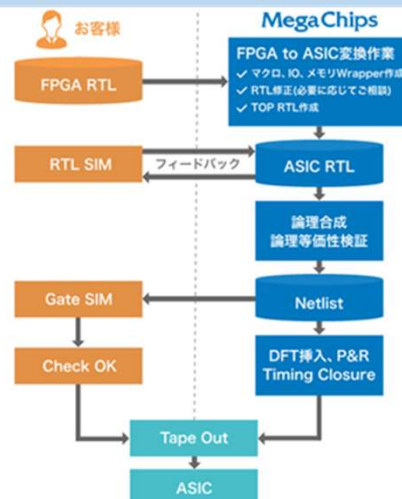 お客様
MegaChips
FPGA RTL
FPGA to ASIC変換作業
✓ マクロ、IO、メモリWrapper作成
✓ RTL修正(必要に応じてご相談)
✓ TOP RTL作成
RTL SIM
フィードバック
ASIC RTL
論理合成
論理等価性検証
Gate SIM
Netlist
Check OK
DFT挿入、P&R
Timing Closure
Tape Out
ASIC